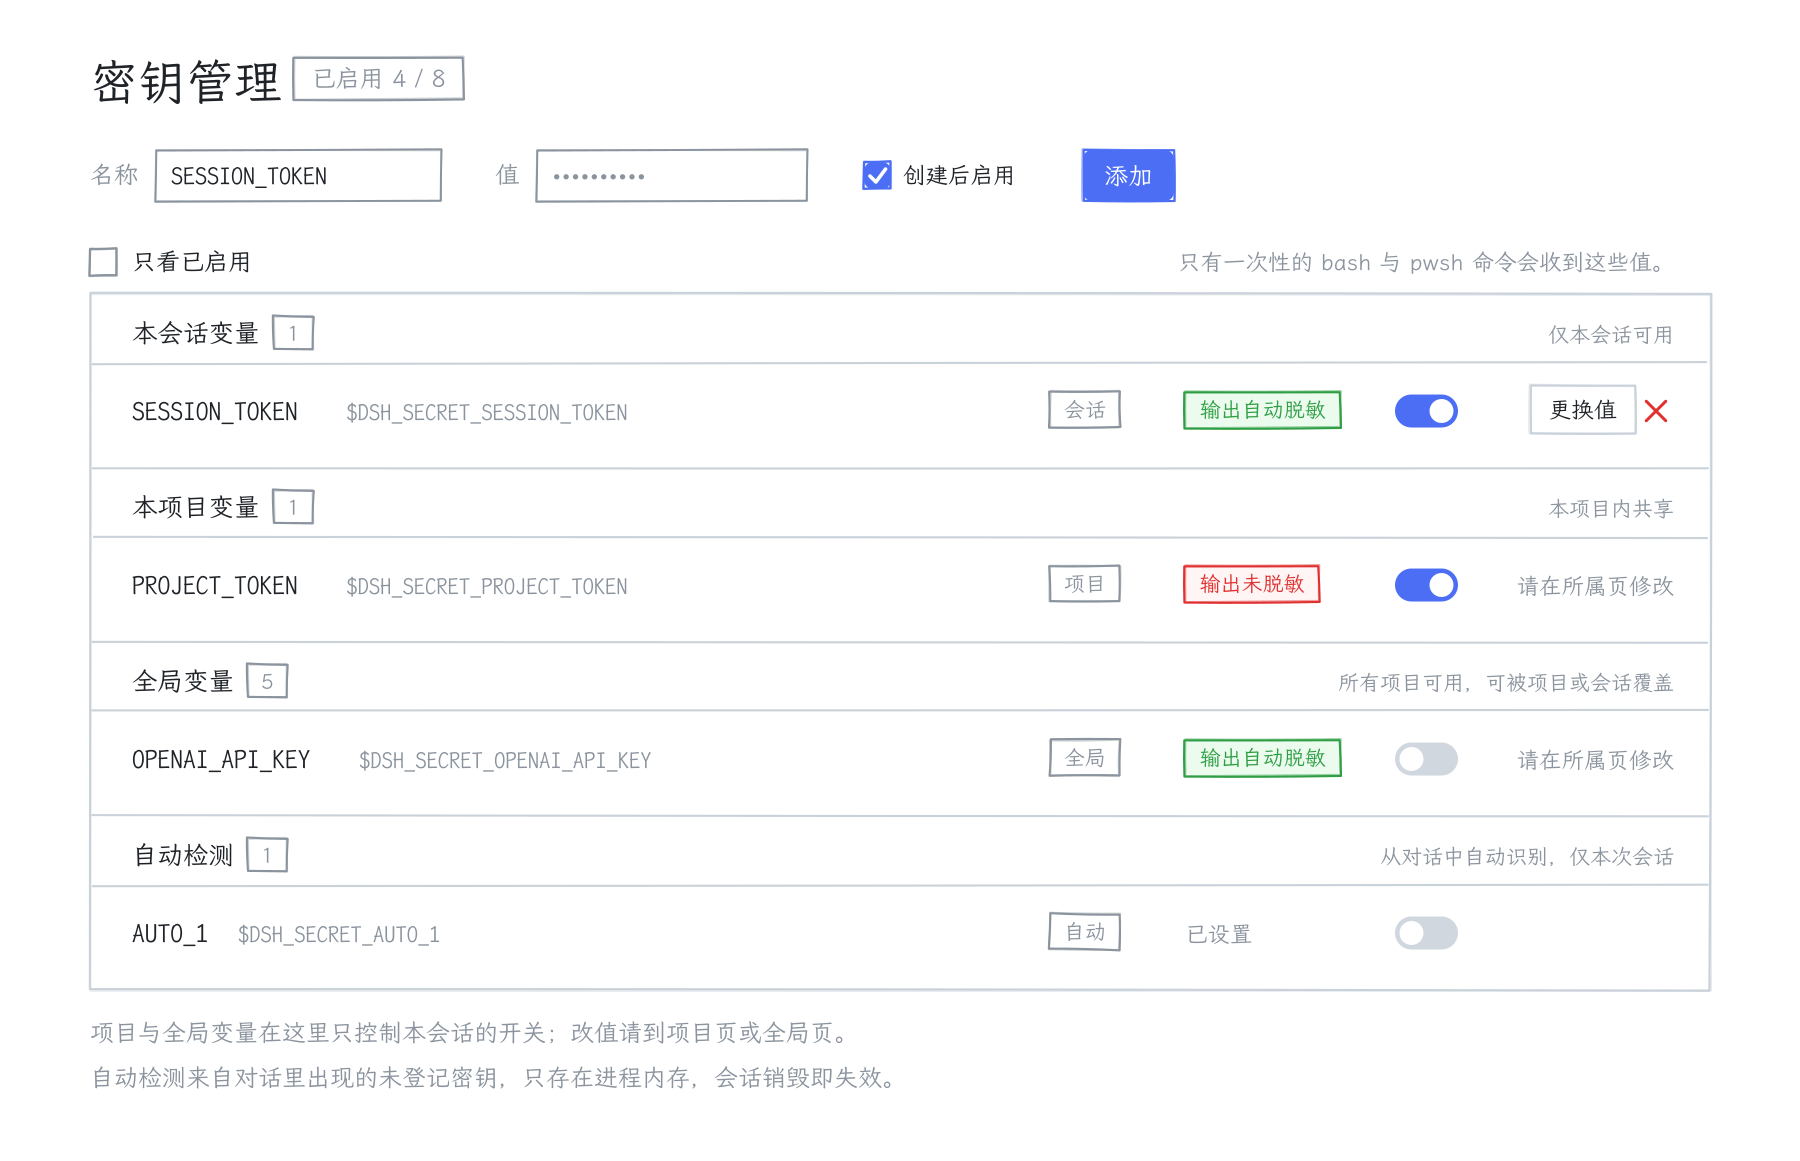 密钥管理 已启用 4 / 8
名称 SESSION_TOKEN 值 •••••••••• 创建后启用 添加
只看已启用 只有一次性的 bash 与 pwsh 命令会收到这些值。
本会话变量 1 仅本会话可用
SESSION_TOKEN $DSH_SECRET_SESSION_TOKEN 会话 输出自动脱敏 更换值
本项目变量 1 本项目内共享
PROJECT_TOKEN $DSH_SECRET_PROJECT_TOKEN 项目 输出未脱敏 请在所属页修改
全局变量 5 所有项目可用，可被项目或会话覆盖
OPENAI_API_KEY $DSH_SECRET_OPENAI_API_KEY 全局 输出自动脱敏 请在所属页修改
自动检测 1 从对话中自动识别，仅本次会话
AUTO_1 $DSH_SECRET_AUTO_1 自动 已设置
项目与全局变量在这里只控制本会话的开关；改值请到项目页或全局页。
自动检测来自对话里出现的未登记密钥，只存在进程内存，会话销毁即失效。